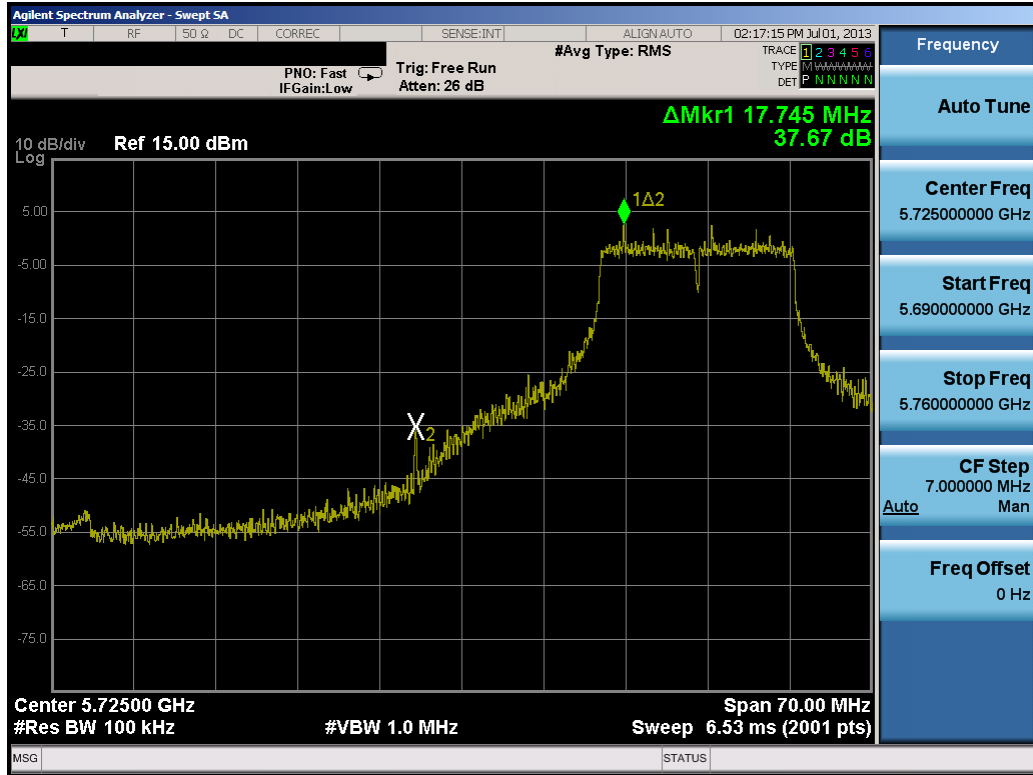 Agilent Spectrum Analyzer - Swept SA
LXI T RF 50 Ω DC CORREC SENSE:INT ALIGN AUTO 02:17:15 PM Jul 01, 2013
#Avg Type: RMS
TRACE 1 2 3 4 5 6
TYPE M WWWWW
DET P N N N N N
PNO: Fast
IFGain:Low
Trig: Free Run
Atten: 26 dB
ΔMkr1 17.745 MHz
37.67 dB
10 dB/div Ref 15.00 dBm
Log
5.00
-5.00
-15.0
-25.0
-35.0
-45.0
-55.0
-65.0
-75.0
1Δ2
X2
Center 5.72500 GHz Span 70.00 MHz
#Res BW 100 kHz #VBW 1.0 MHz Sweep 6.53 ms (2001 pts)
MSG STATUS
Frequency
Auto Tune
Center Freq
5.725000000 GHz
Start Freq
5.690000000 GHz
Stop Freq
5.760000000 GHz
CF Step
7.000000 MHz
Auto Man
Freq Offset
0 Hz